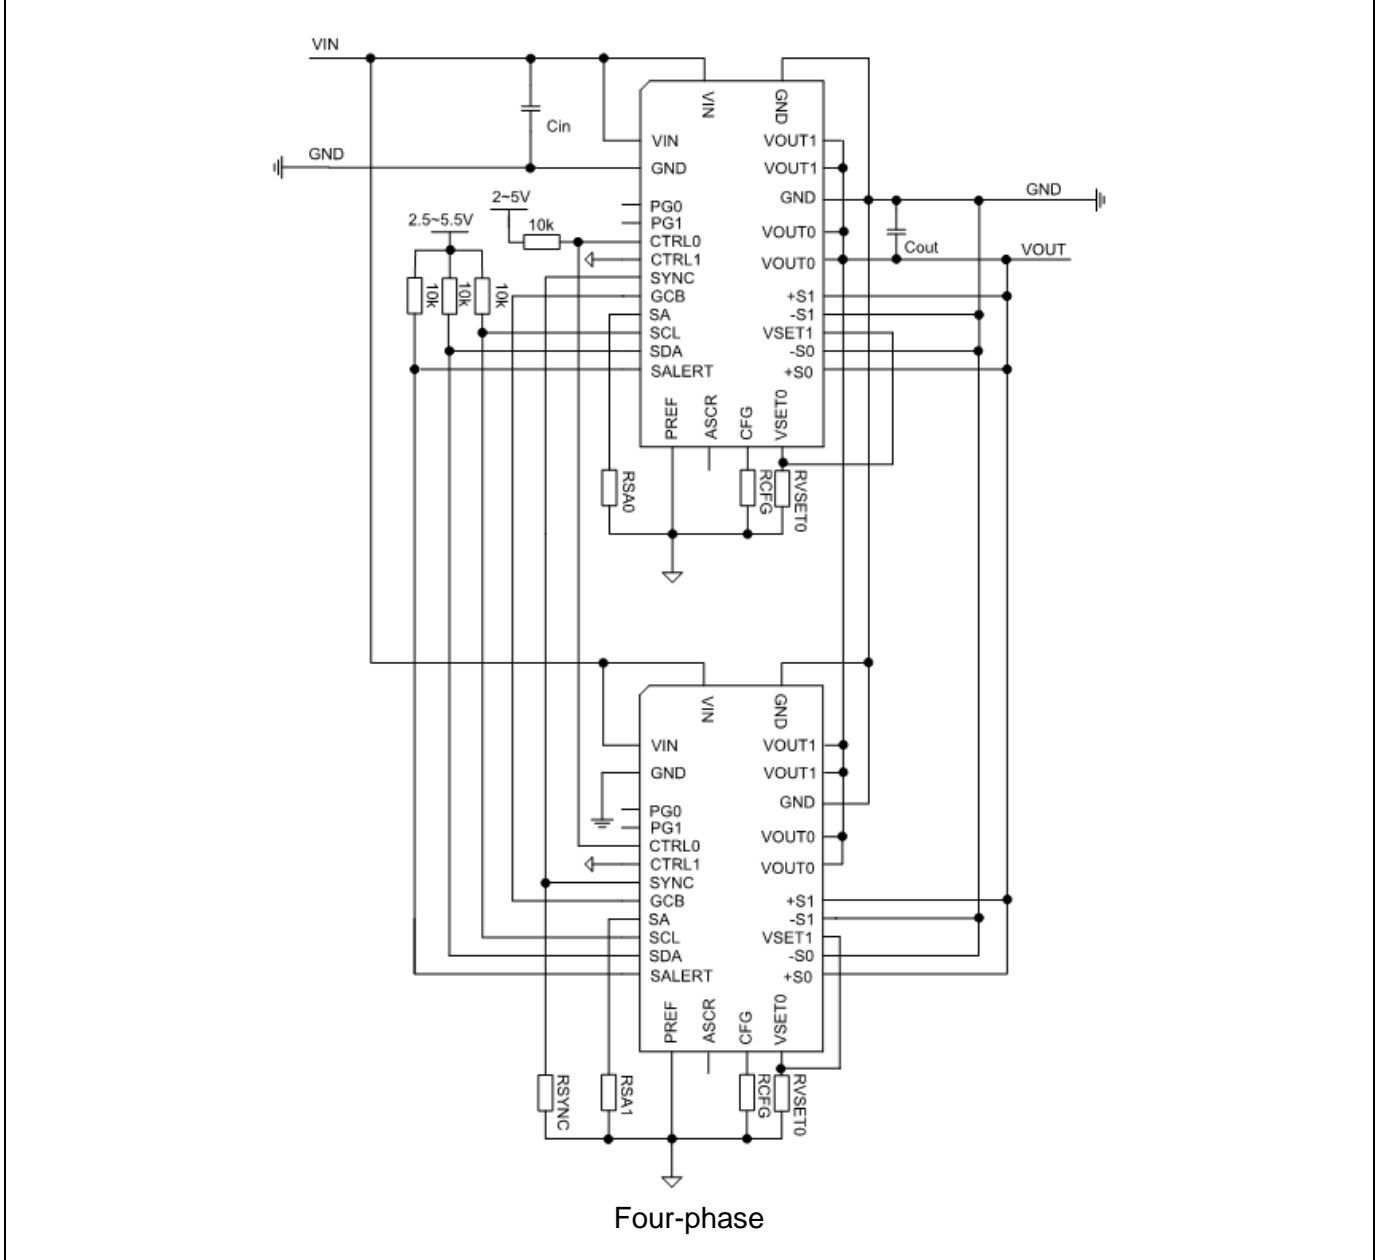 VIN
VIN
GND
Cin
VIN
VOUT1
GND
GND
VOUT1
2~5V
PG0
GND
GND
2.5~5.5V
10k
PG1
CTRL0
VOUT0
Cout
VOUT
CTRL1
VOUT0
SYNC
10k
10k
10k
GCB
+S1
SA
-S1
SCL
VSET1
SDA
-S0
SALERT
+S0
PREF
ASCR
CFG
VSET0
RSA0
RCFG
RVSET0
VIN
GND
VIN
VOUT1
GND
VOUT1
PG0
GND
PG1
CTRL0
VOUT0
CTRL1
VOUT0
SYNC
GCB
+S1
SA
-S1
SCL
VSET1
SDA
-S0
SALERT
+S0
PREF
ASCR
CFG
VSET0
RSYNC
RSA1
RCFG
RVSET0
Four-phase